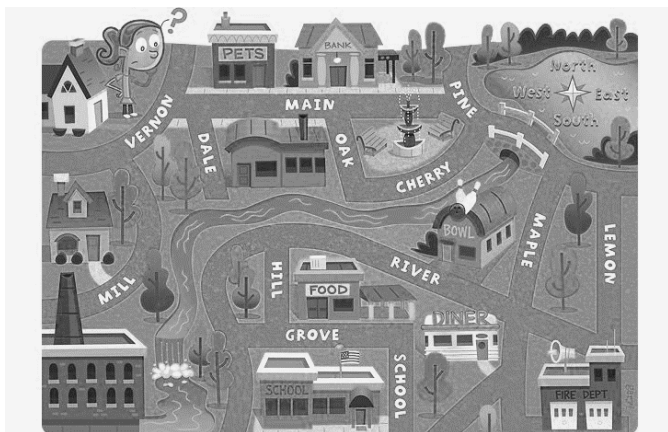 ?
PETS
BANK
North
West East
South
VERNON
MAIN
PINE
DALE
OAK
CHERRY
BOWL
MAPLE
LEMON
MILL
HILL
RIVER
FOOD
GROVE
DINER
SCHOOL
SCHOOL
FIRE DEPT